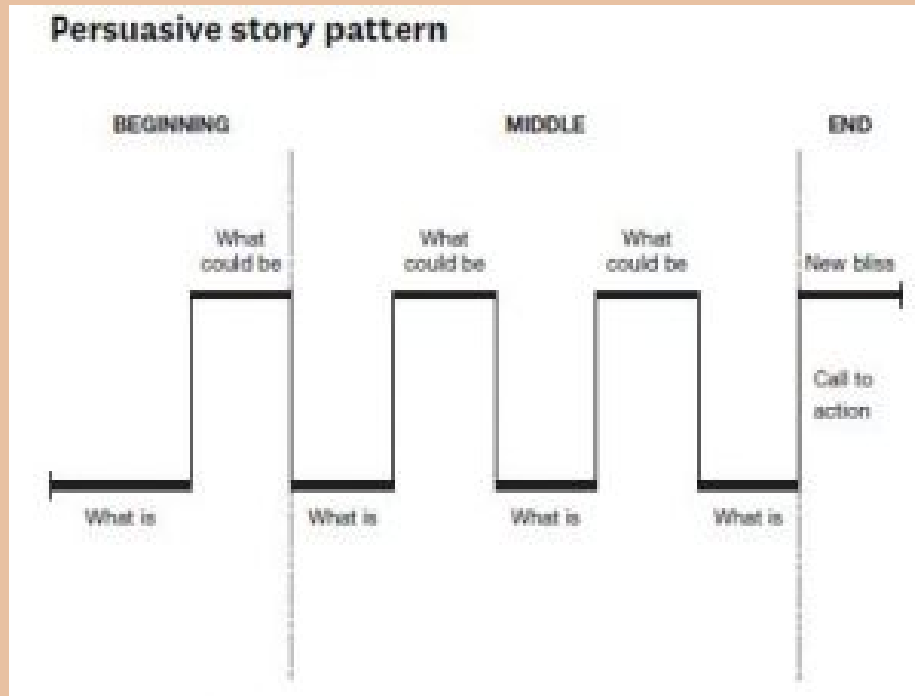 Persuasive story pattern
BEGINNING
MIDDLE
END
What
could be
What
could be
What
could be
New bliss
Call to
action
What is
What is
What is
What is